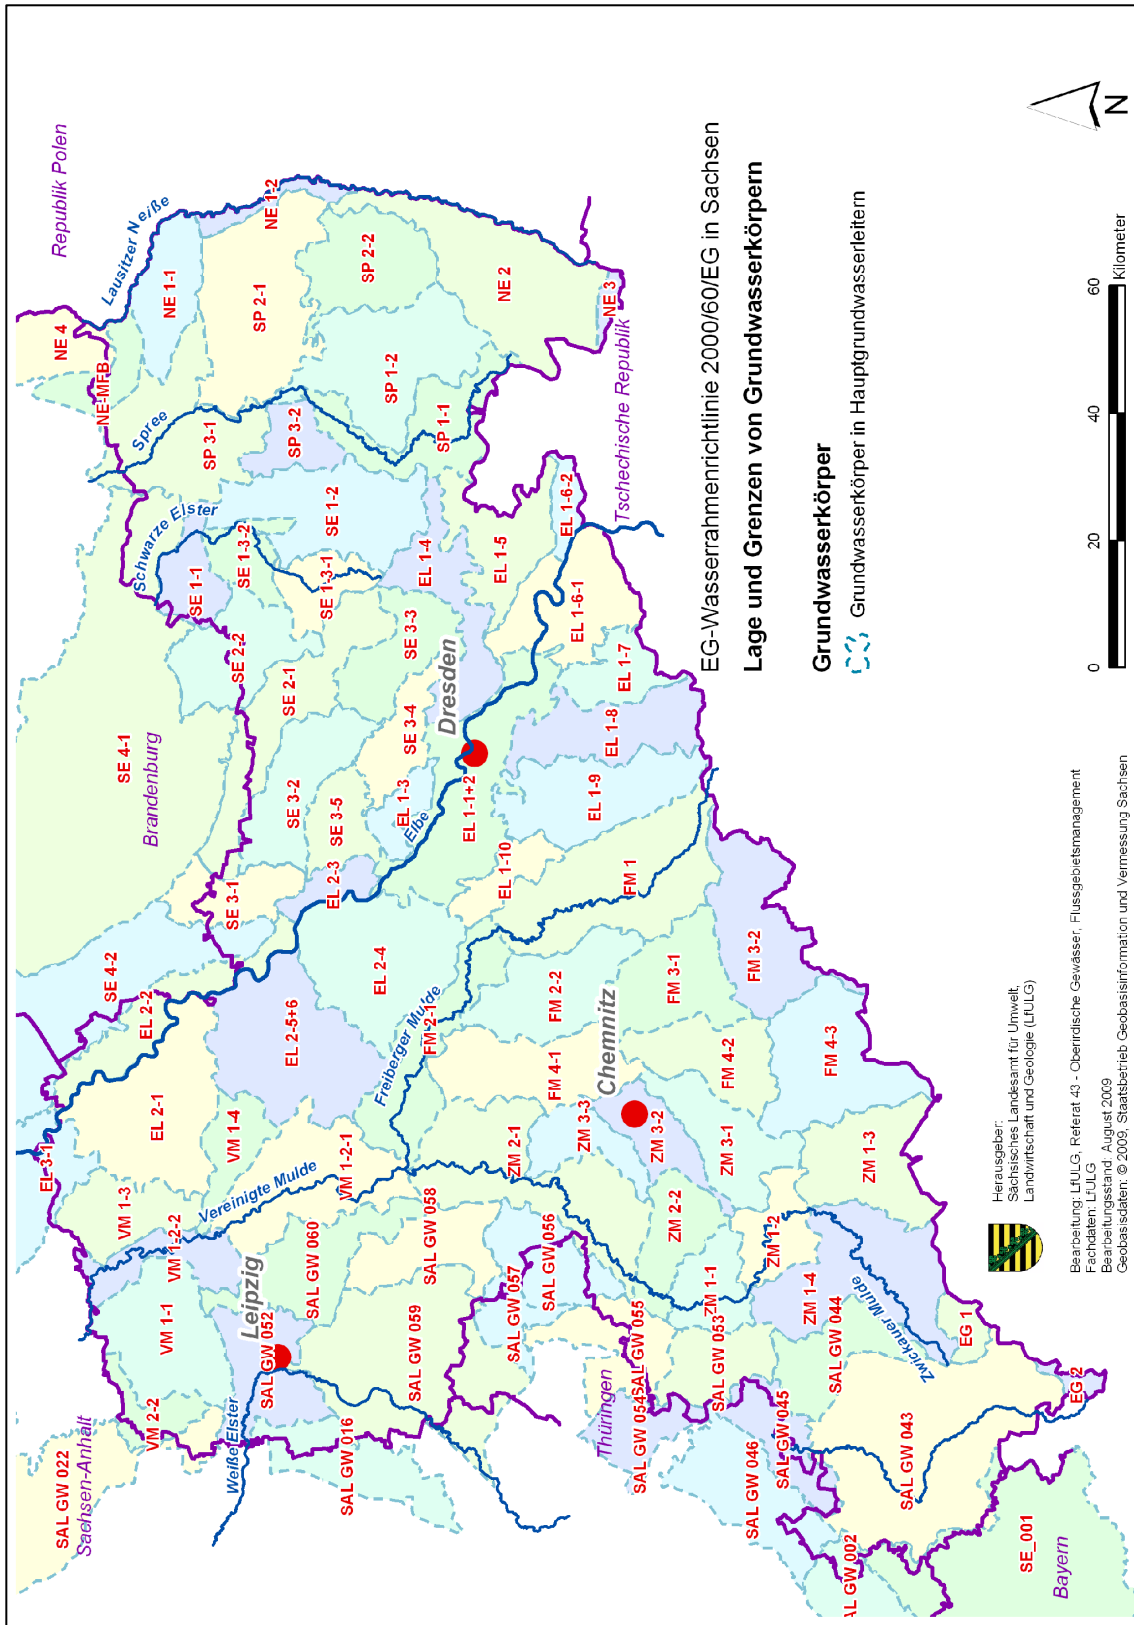 Republik Polen
Lausitzer Neiße
NE 4
NE-MFB
NE 1-1
NE 1-2
SP 2-1
SP 2-2
NE 2
NE 3
Spree
SP 3-1
SP 3-2
SP 1-2
SP 1-1
Tschechische Republik
Schwarze Elster
SE 1-1
SE 1-3-2
SE 1-2
SE 1-3-1
EL 1-4
EL 1-5
EL 1-6-2
EL 1-6-1
EL 1-7
EL 1-8
EL 1-9
SE 2-2
SE 2-1
SE 3-3
SE 3-4
Dresden
SE 4-1
Brandenburg
SE 3-2
SE 3-5
EL 1-3
Elbe
EL 1-1+2
EL 1-10
EL 2-3
SE 3-1
FM 1
SE 4-2
EL 2-2
EL 2-4
EL 2-5+6
Freiberger Mulde
FM 2-1
FM 2-2
FM 3-1
FM 3-2
EL 3-1
EL 2-1
VM 1-4
FM 4-1
Chemnitz
FM 4-2
FM 4-3
VM 1-3
Vereinigte Mulde
VM 1-2-1
VM 1-2-2
ZM 2-1
ZM 3-3
ZM 3-2
ZM 3-1
ZM 1-3
ZM 2-2
ZM 1-2
ZM 1-1
ZM 1-4
Zwickauer Mulde
VM 1-1
VM 2-2
Leipzig
SAL GW 052
SAL GW 060
SAL GW 058
SAL GW 059
SAL GW 056
SAL GW 057
SAL GW 055
SAL GW 054
SAL GW 053
SAL GW 044
SAL GW 045
SAL GW 046
SAL GW 043
EG 1
EG 2
Thüringen
Weiße Elster
SAL GW 016
SAL GW 022
Sachsen-Anhalt
AL GW 002
SE_001
Bayern
EG-Wasserrahmenrichtlinie 2000/60/EG in Sachsen
Lage und Grenzen von Grundwasserkörpern
Grundwasserkörper
Grundwasserkörper in Hauptgrundwasserleitern
0 20 40 60
Kilometer
N
Herausgeber:
Sächsisches Landesamt für Umwelt,
Landwirtschaft und Geologie (LfULG)
Bearbeitung: LfULG, Referat 43 - Oberirdische Gewässer, Flussgebietsmanagement
Fachdaten: LfULG
Bearbeitungsstand: August 2009
Geobasisdaten: © 2009, Staatsbetrieb Geobasisinformation und Vermessung Sachsen